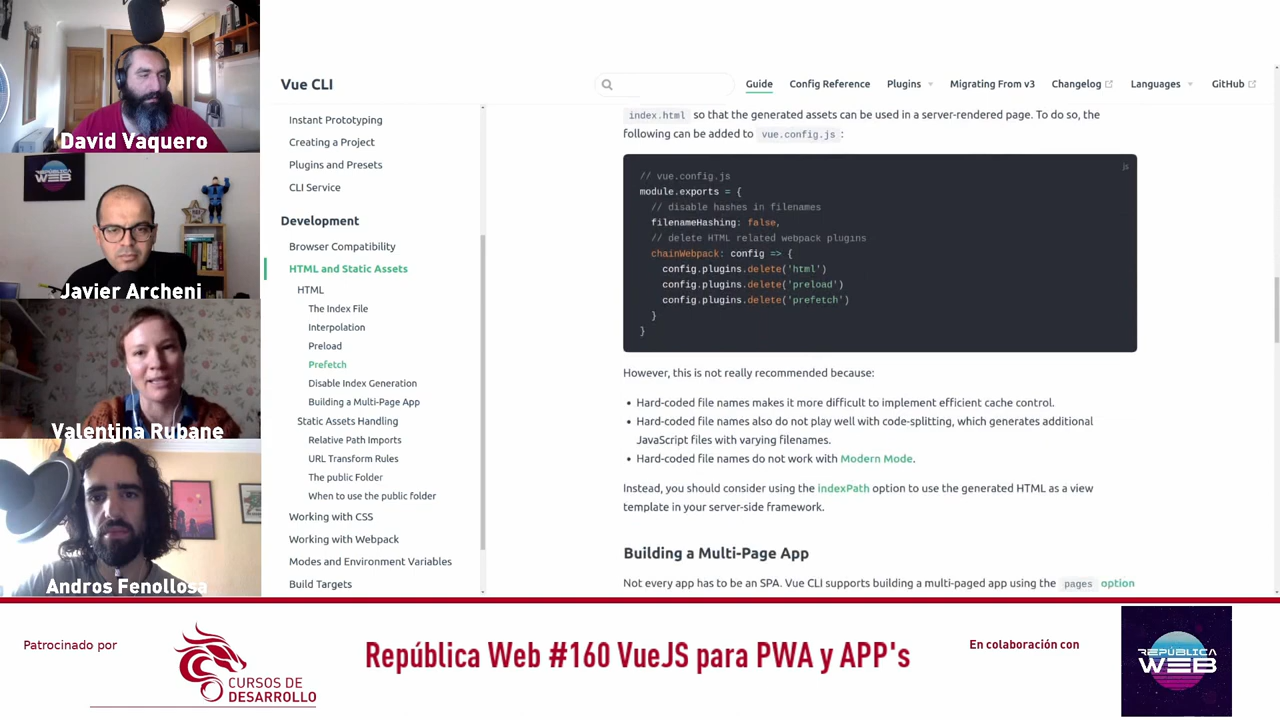 David Vaquero
REPÚBLICA
WEB
Javier Archeni
Valentina Rubane
Andros Fenollosa
Vue CLI
Guide
Config Reference
Plugins
Migrating From v3
Changelog
Languages
GitHub
Instant Prototyping
Creating a Project
Plugins and Presets
CLI Service
Development
Browser Compatibility
HTML and Static Assets
HTML
The Index File
Interpolation
Preload
Prefetch
Disable Index Generation
Building a Multi-Page App
Static Assets Handling
Relative Path Imports
URL Transform Rules
The public Folder
When to use the public folder
Working with CSS
Working with Webpack
Modes and Environment Variables
Build Targets
index.html so that the generated assets can be used in a server-rendered page. To do so, the
following can be added to vue.config.js :
js
// vue.config.js
module.exports = {
// disable hashes in filenames
filenameHashing: false,
// delete HTML related webpack plugins
chainWebpack: config => {
config.plugins.delete('html')
config.plugins.delete('preload')
config.plugins.delete('prefetch')
}
}
However, this is not really recommended because:
• Hard-coded file names makes it more difficult to implement efficient cache control.
• Hard-coded file names also do not play well with code-splitting, which generates additional
JavaScript files with varying filenames.
• Hard-coded file names do not work with Modern Mode.
Instead, you should consider using the indexPath option to use the generated HTML as a view
template in your server-side framework.
Building a Multi-Page App
Not every app has to be an SPA. Vue CLI supports building a multi-paged app using the pages option
Patrocinado por
CURSOS DE
DESARROLLO
República Web #160 VueJS para PWA y APP's
En colaboración con
REPÚBLICA
WEB